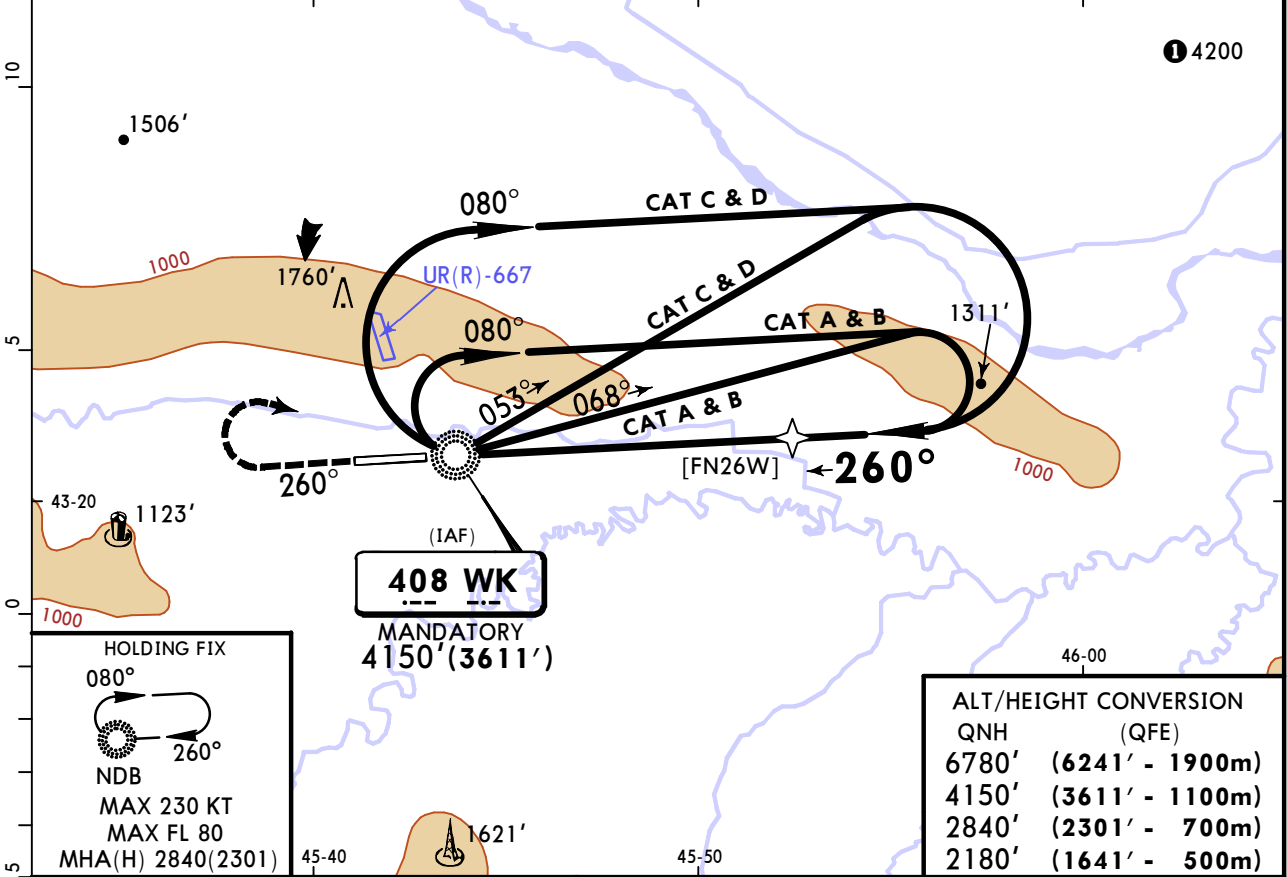 10
❶ 4200
1506′
080°
CAT C & D
1000
1760′
UR(R)-667
CAT C & D
1311′
5
080°
CAT A & B
053°
068°
CAT A & B
[FN26W]
260°
260°
1000
43-20
1123′
(IAF)
408 WK
MANDATORY
4150′(3611′)
0
1000
46-00
HOLDING FIX
080°
260°
NDB
MAX 230 KT
MAX FL 80
MHA(H) 2840(2301)
1621′
5
45-40
45-50
ALT/HEIGHT CONVERSION
QNH (QFE)
6780′ (6241′ - 1900m)
4150′ (3611′ - 1100m)
2840′ (2301′ - 700m)
2180′ (1641′ - 500m)